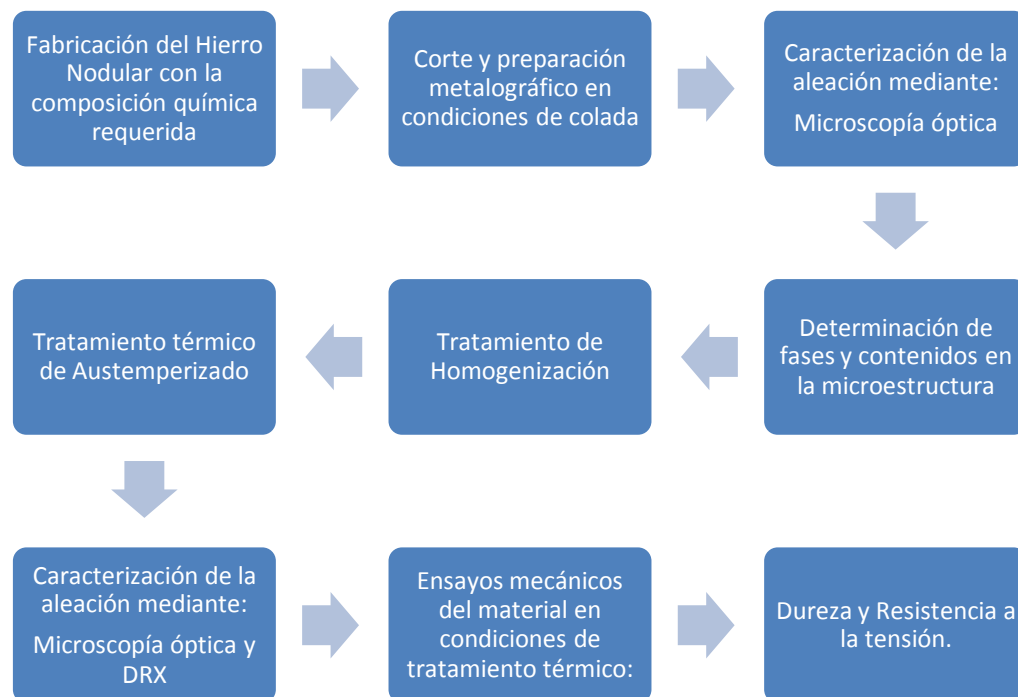 Fabricación del Hierro
Nodular con la
composición química
requerida
Corte y preparación
metalográfico en
condiciones de colada
Caracterización de la
aleación mediante:
Microscopía óptica
Determinación de
fases y contenidos en
la microestructura
Tratamiento de
Homogenización
Tratamiento térmico
de Austemperizado
Caracterización de la
aleación mediante:
Microscopía óptica y
DRX
Ensayos mecánicos
del material en
condiciones de
tratamiento térmico:
Dureza y Resistencia a
la tensión.